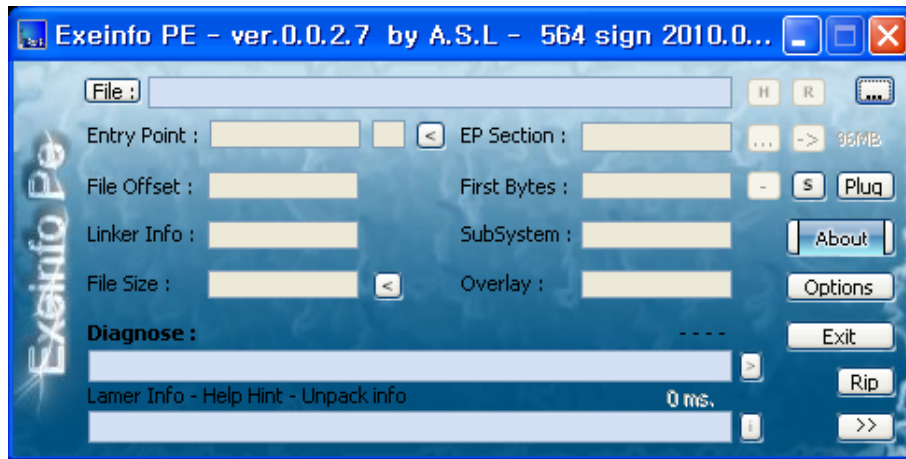 Exeinfo PE - ver.0.0.2.7 by A.S.L - 564 sign 2010.0...
File :
H R ...
Entry Point : < EP Section : ... -> 96MB
File Offset : First Bytes : - S Plug
Linker Info : SubSystem : About
File Size : < Overlay : Options
Diagnose : - - - - Exit
>
Lamer Info - Help Hint - Unpack info 0 ms. Rip
i >>
Exeinfo Pe